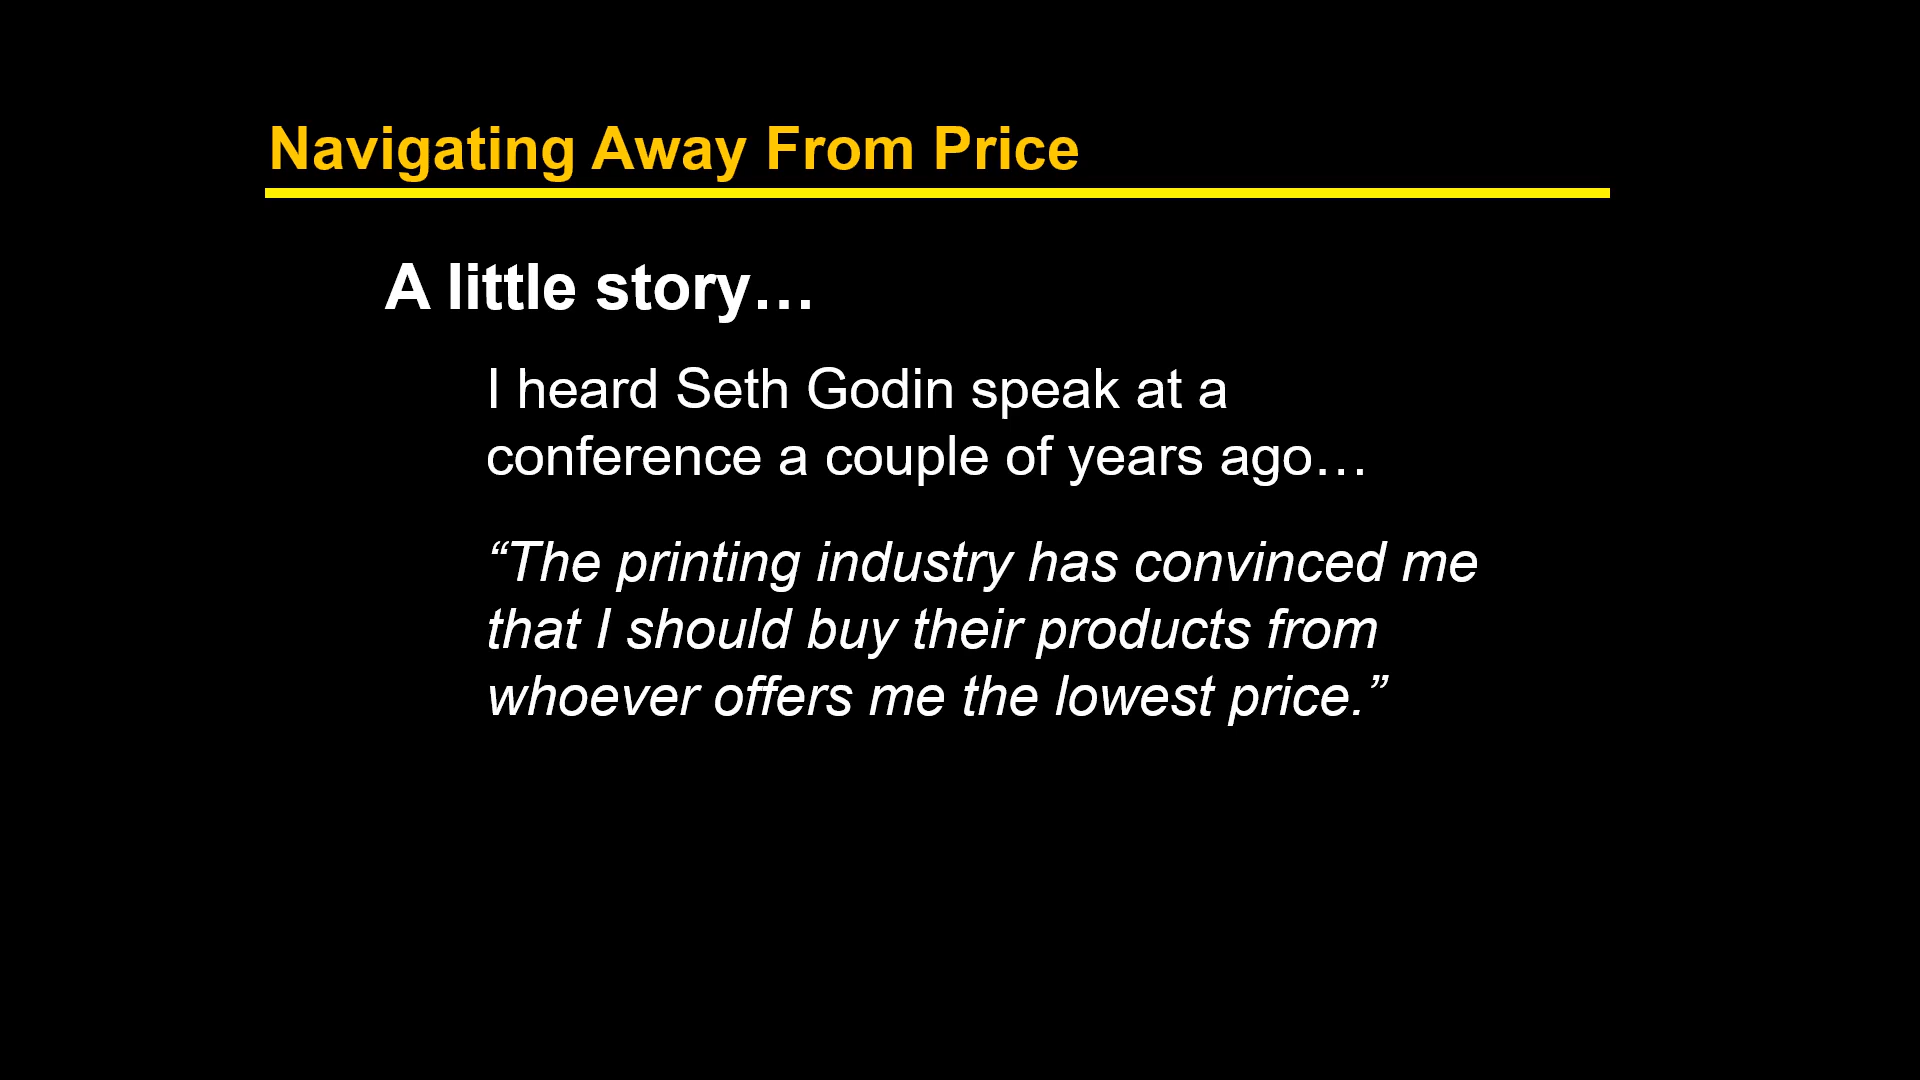 Navigating Away From Price
A little story…
I heard Seth Godin speak at a
conference a couple of years ago…
“The printing industry has convinced me
that I should buy their products from
whoever offers me the lowest price.”